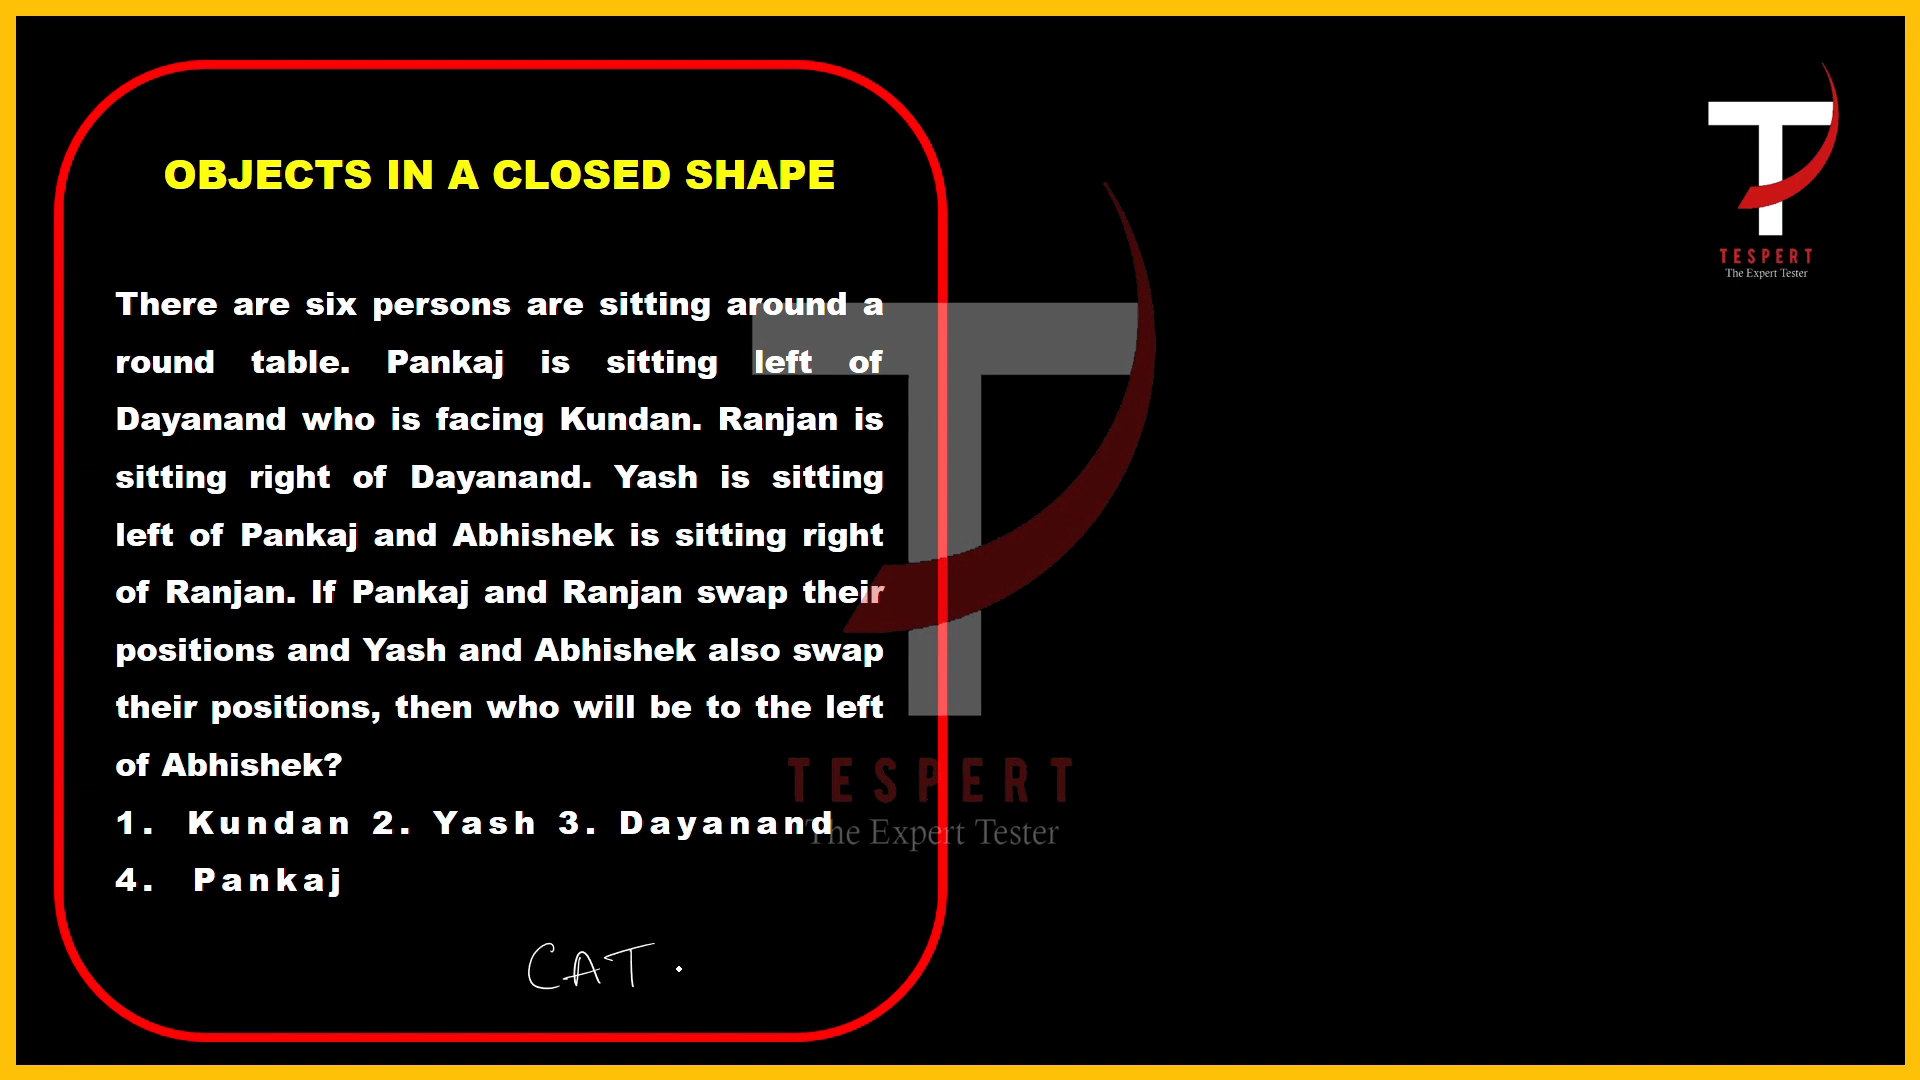 OBJECTS IN A CLOSED SHAPE
There are six persons are sitting around a
round table. Pankaj is sitting left of
Dayanand who is facing Kundan. Ranjan is
sitting right of Dayanand. Yash is sitting
left of Pankaj and Abhishek is sitting right
of Ranjan. If Pankaj and Ranjan swap their
positions and Yash and Abhishek also swap
their positions, then who will be to the left
of Abhishek?
1. Kundan 2. Yash 3. Dayanand
4. Pankaj
CAT.
TESPERT
The Expert Tester
TESPERT
The Expert Tester